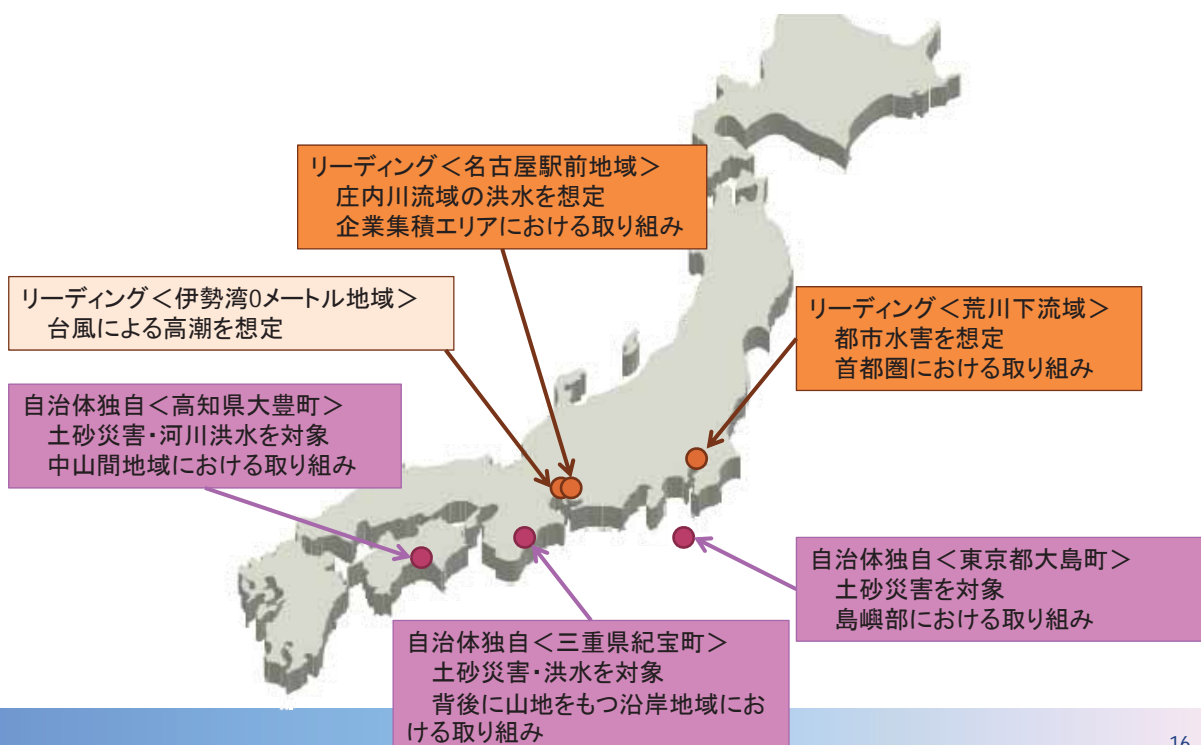 リーディング＜名古屋駅前地域＞
庄内川流域の洪水を想定
企業集積エリアにおける取り組み
リーディング＜伊勢湾0メートル地域＞
台風による高潮を想定
リーディング＜荒川下流域＞
都市水害を想定
首都圏における取り組み
自治体独自＜高知県大豊町＞
土砂災害・河川洪水を対象
中山間地域における取り組み
自治体独自＜東京都大島町＞
土砂災害を対象
島嶼部における取り組み
自治体独自＜三重県紀宝町＞
土砂災害・洪水を対象
背後に山地をもつ沿岸地域にお
ける取り組み
16